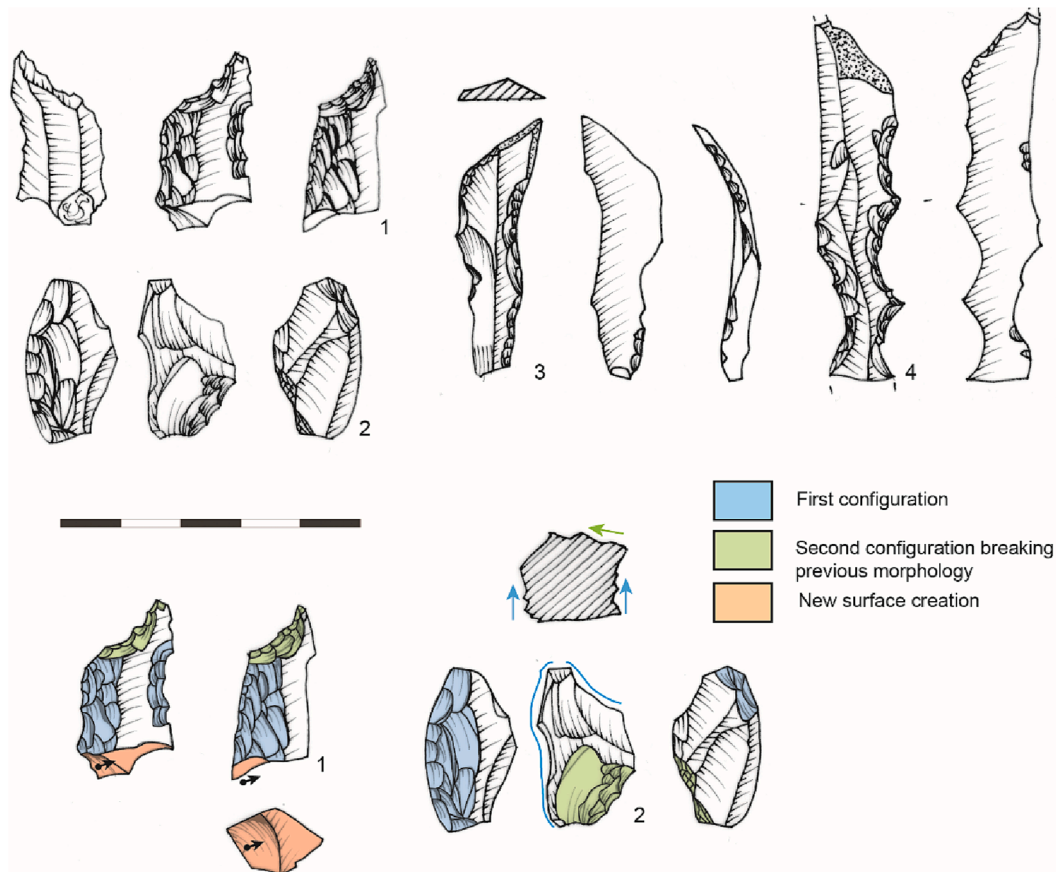 1
2
3
4
First configuration
Second configuration breaking
previous morphology
New surface creation
1
2